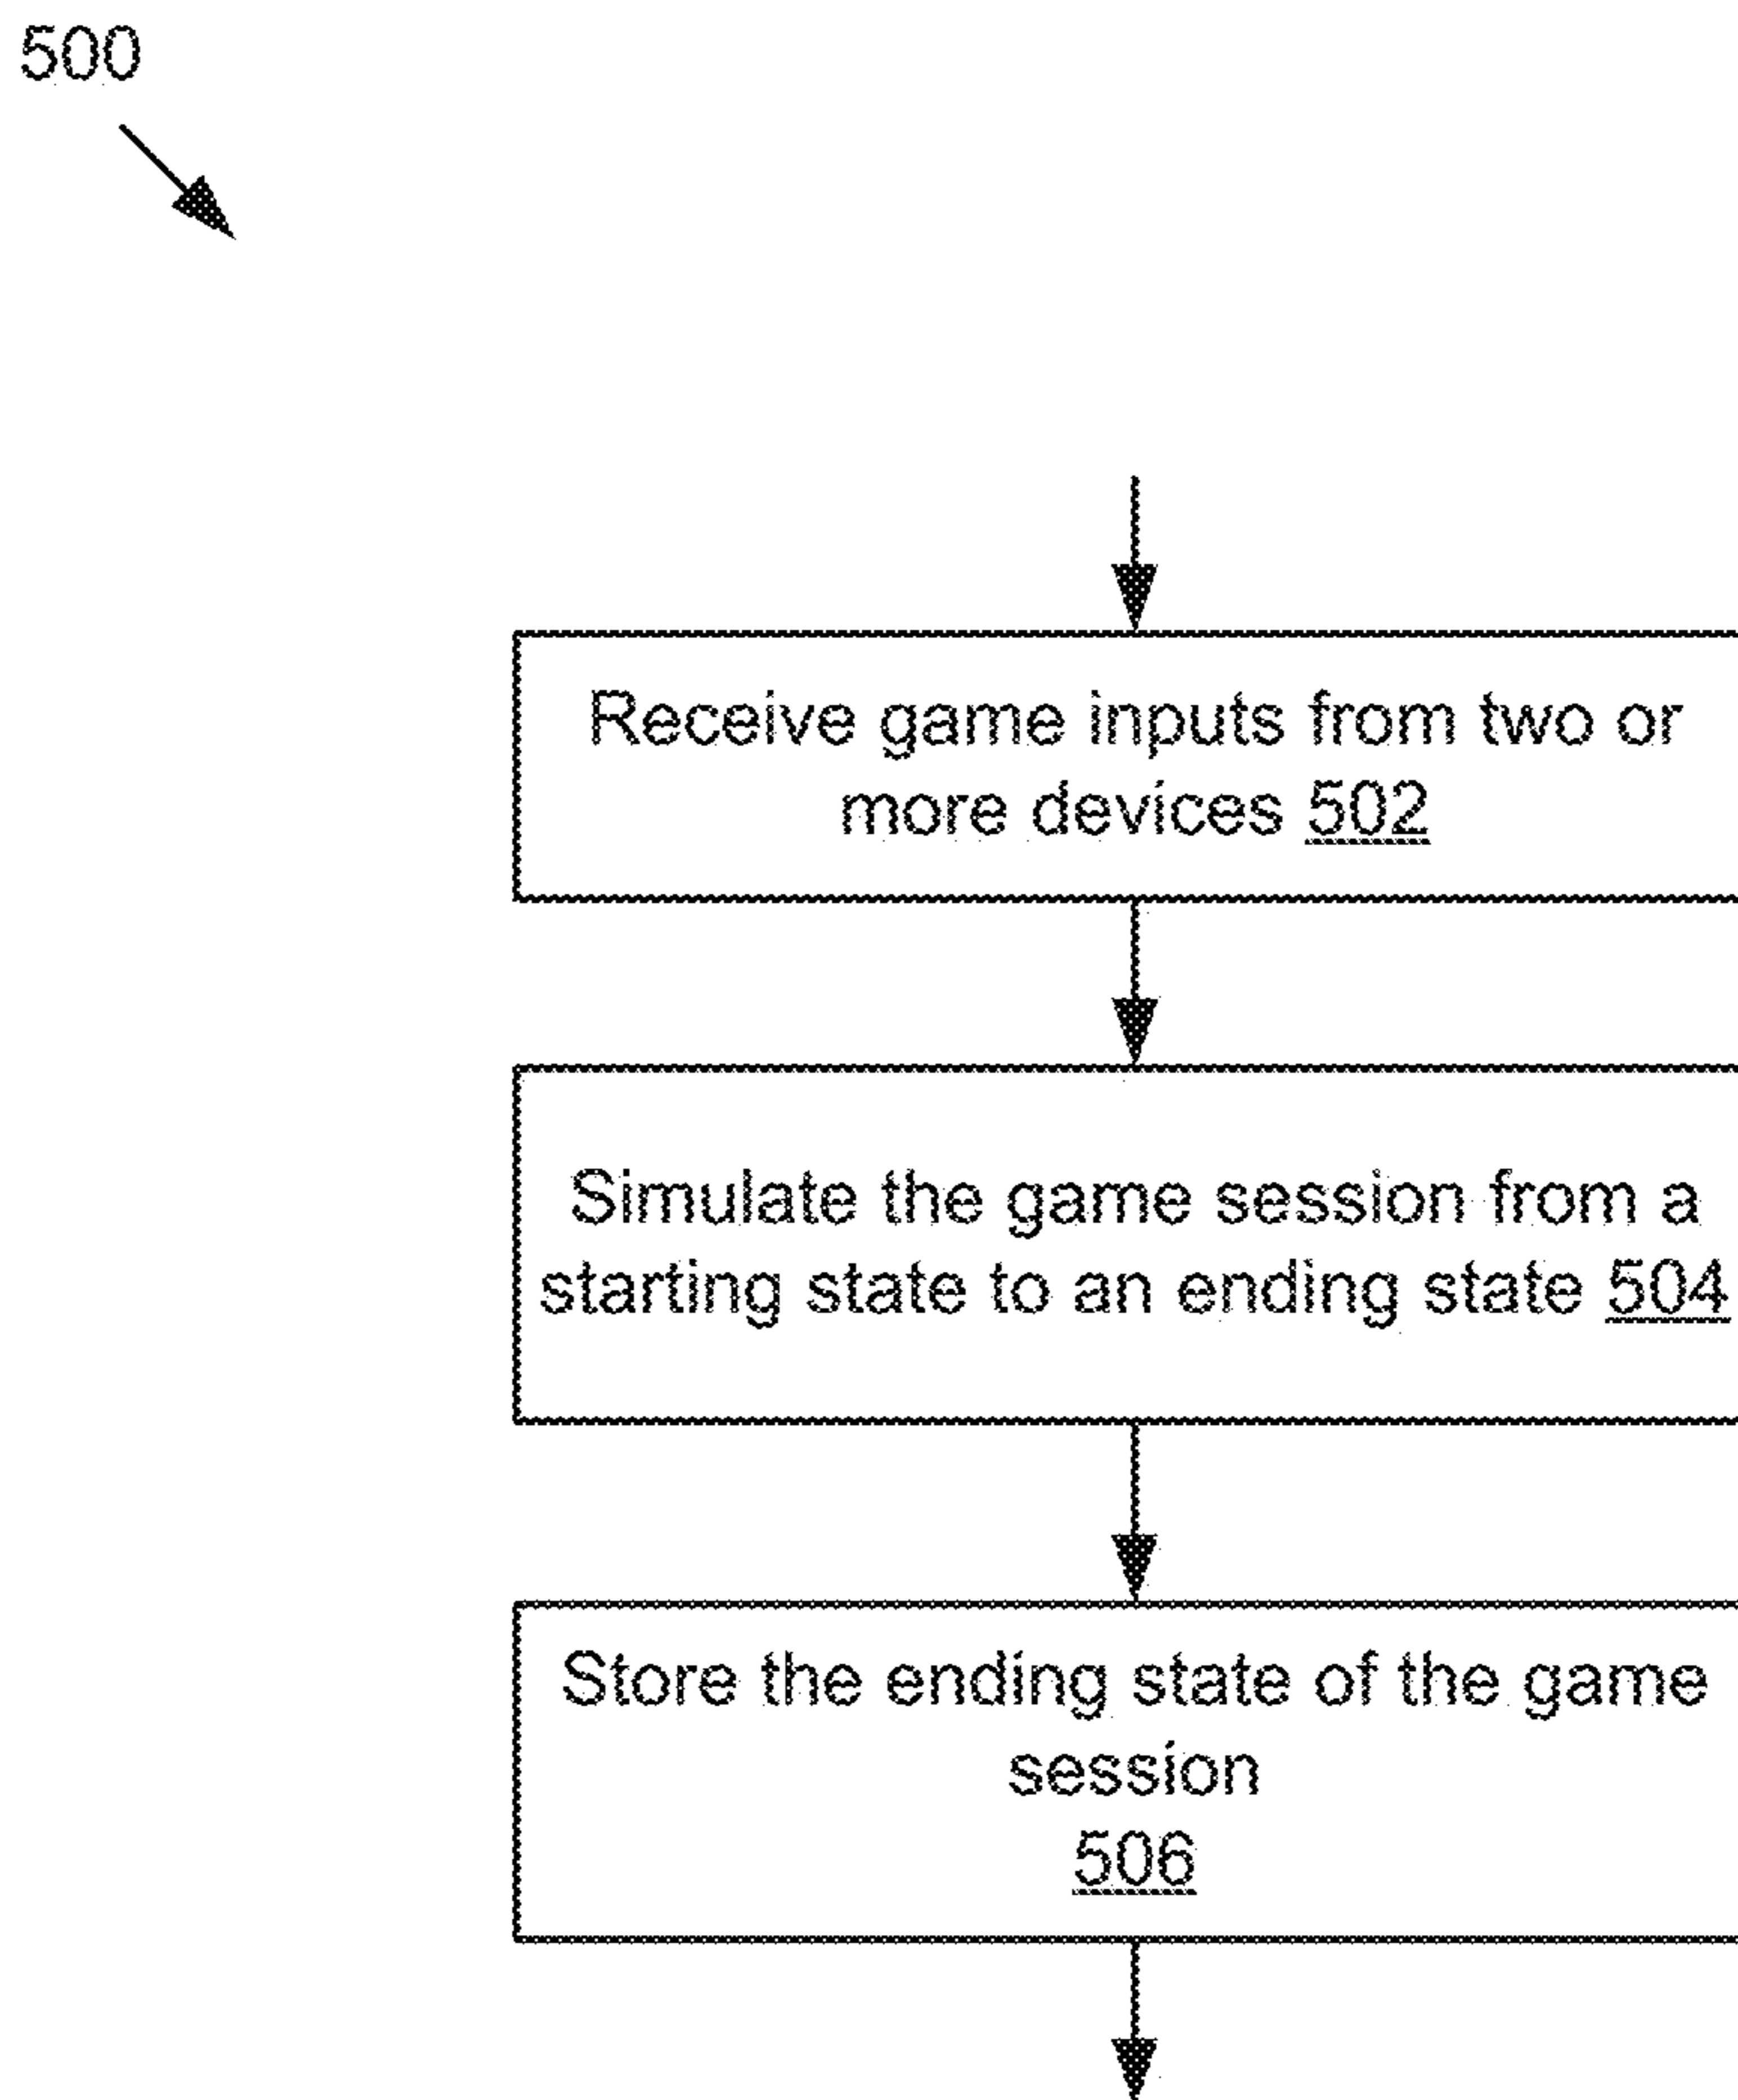 500
Receive game inputs from two or
more devices 502
Simulate the game session from a
starting state to an ending state 504
Store the ending state of the game
session
506